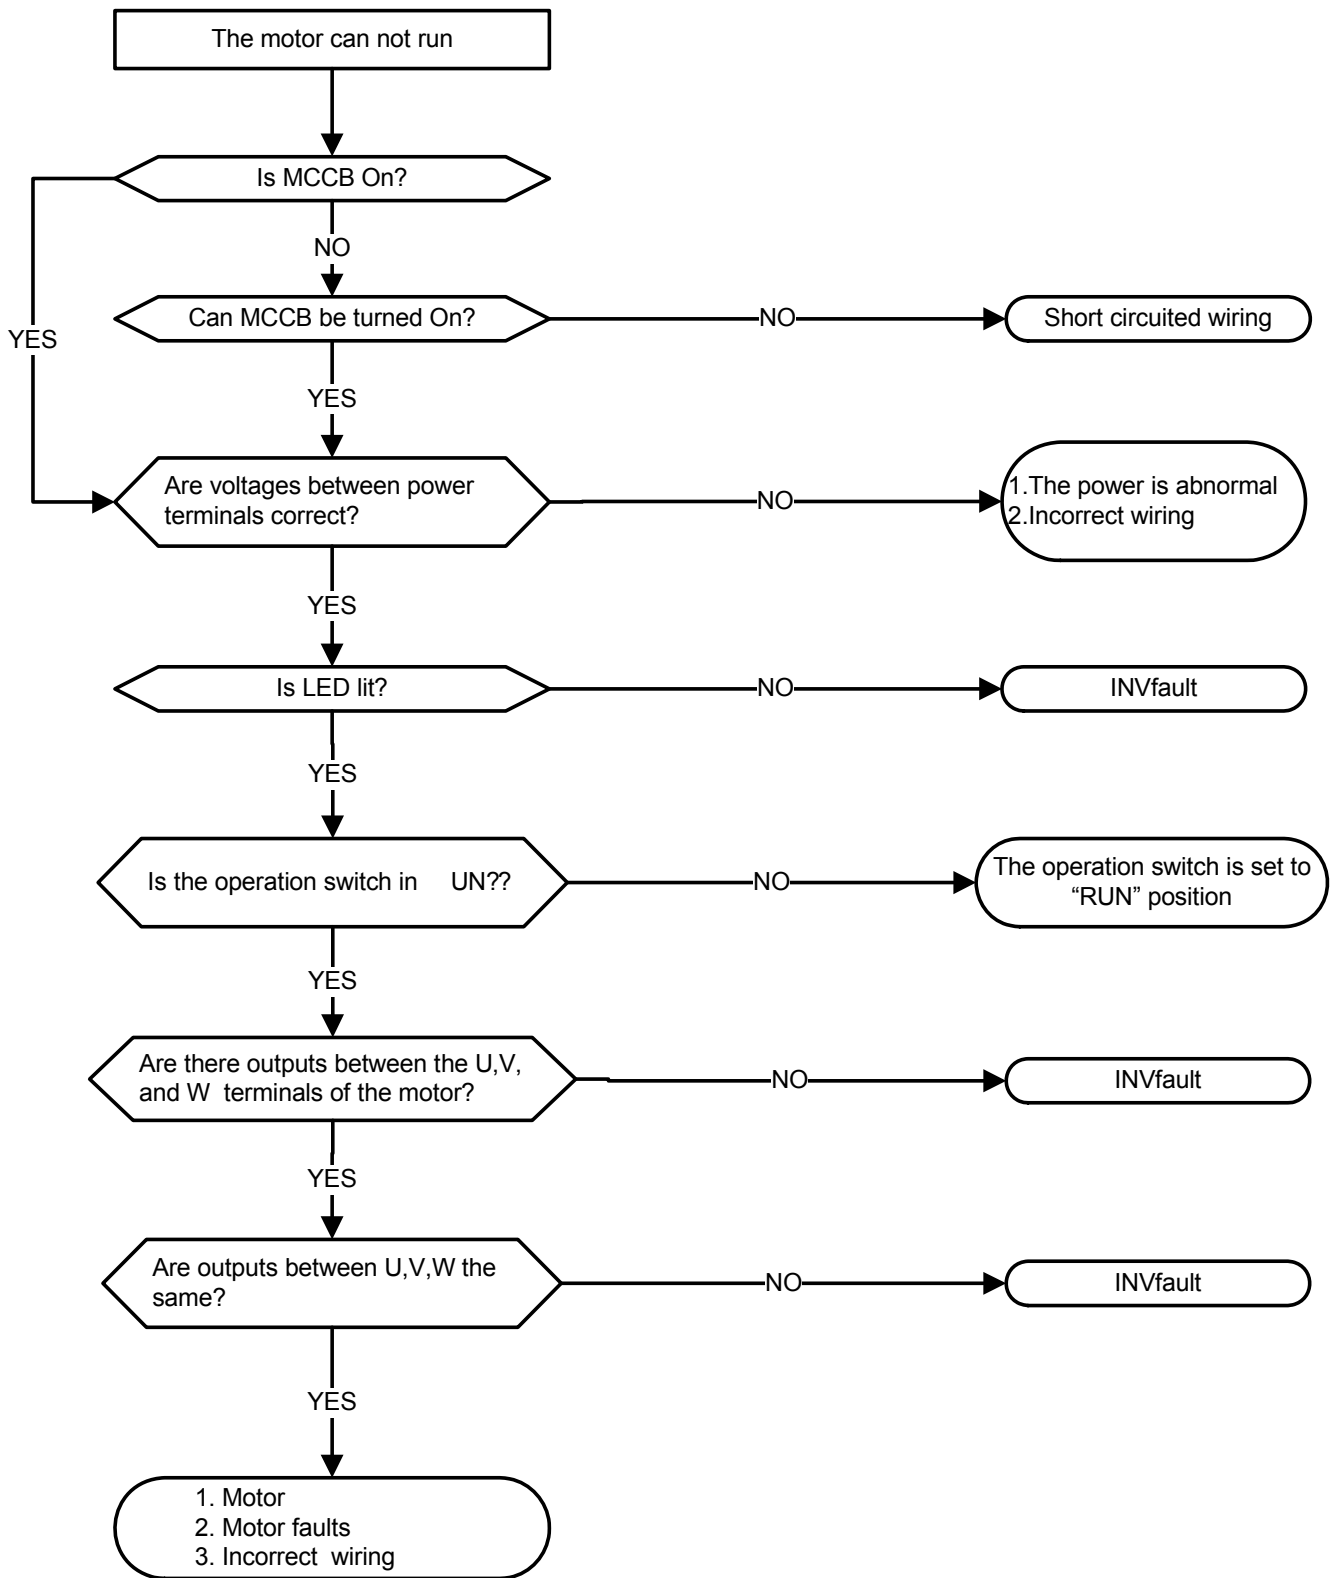 The motor can not run
Is MCCB On?
NO
Can MCCB be turned On?
NO
Short circuited wiring
YES
YES
Are voltages between power
terminals correct?
NO
1.The power is abnormal
2.Incorrect wiring
YES
Is LED lit?
NO
INVfault
YES
Is the operation switch in UN??
NO
The operation switch is set to
“RUN” position
YES
Are there outputs between the U,V,
and W terminals of the motor?
NO
INVfault
YES
Are outputs between U,V,W the
same?
NO
INVfault
YES
1. Motor
2. Motor faults
3. Incorrect wiring